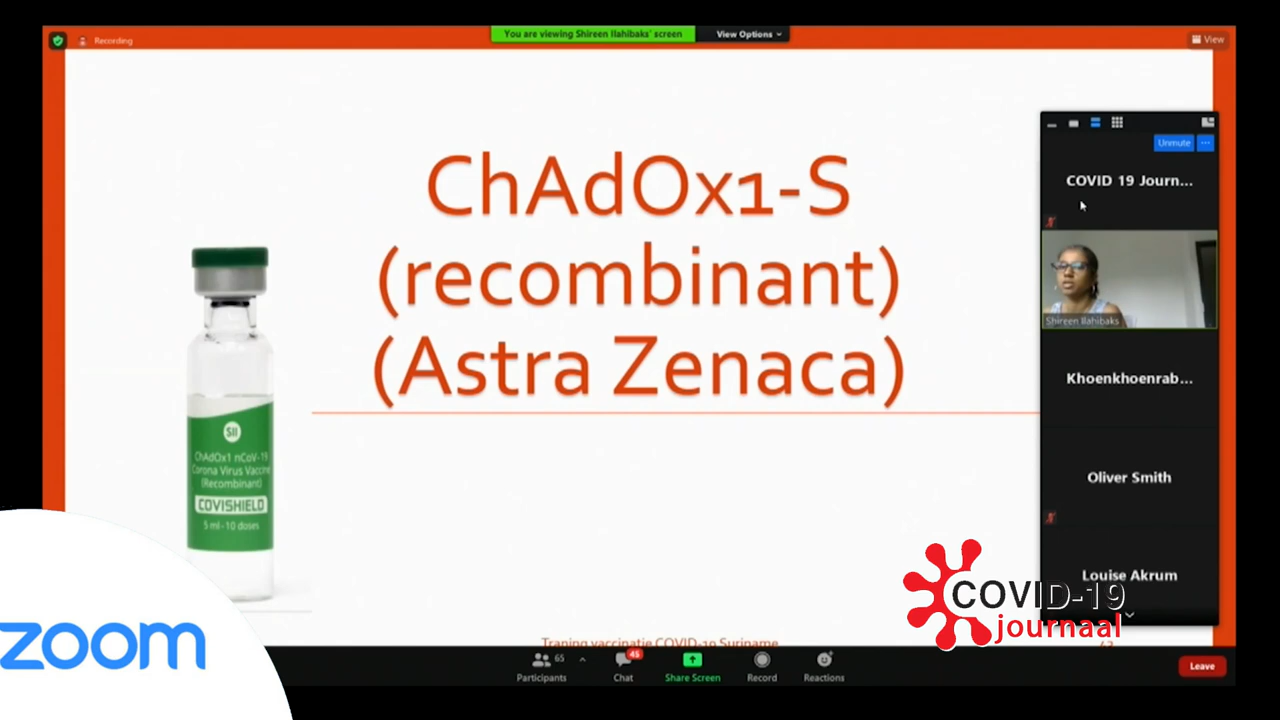 Recording
You are viewing Shireen Ilahibaks' screen
View Options
View
ChAdOx1-S
(recombinant)
(Astra Zenaca)
SII
ChAdOx1 nCoV-19
Corona Virus Vaccine
(Recombinant)
COVISHIELD
5 ml-10 doses
Unmute
...
COVID 19 Journ...
Shireen Ilahibaks
Khoenkhoenrab...
Oliver Smith
Louise Akrum
COVID-19
journaal
zoom
Traning vaccinatie COVID-19 Suriname
65
Participants
45
Chat
Share Screen
Record
Reactions
Leave